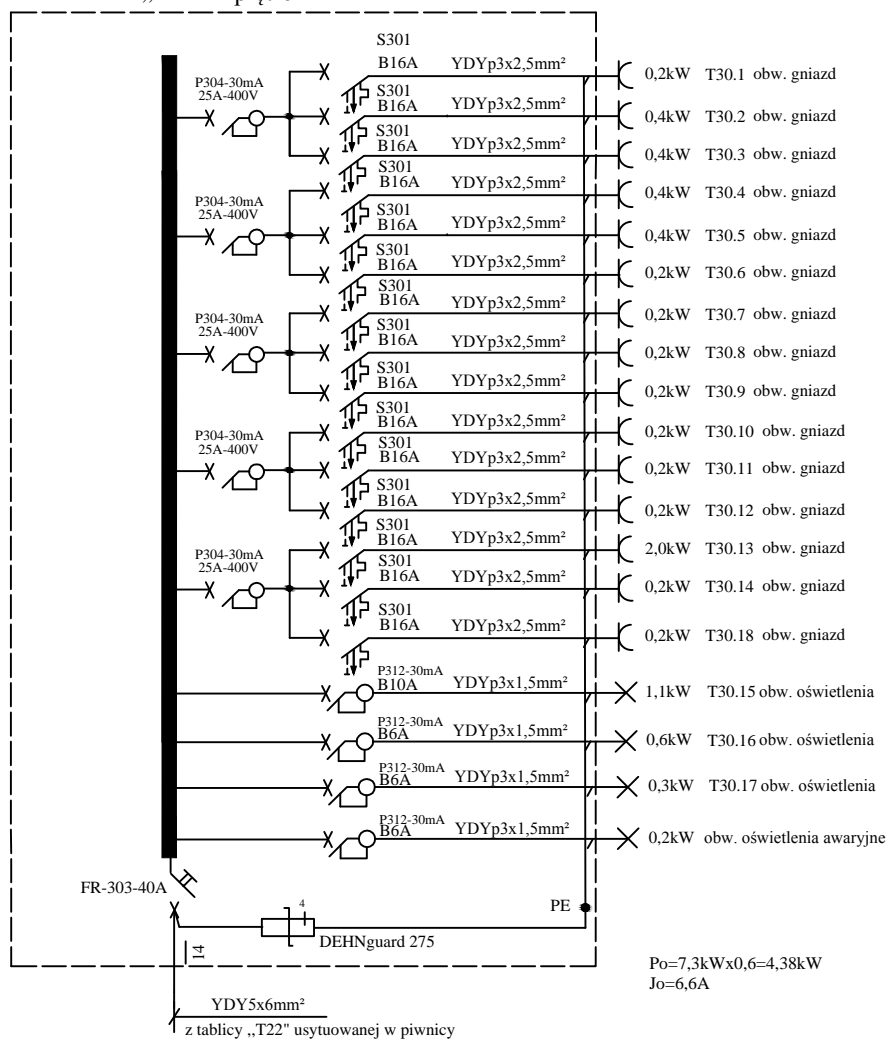 S301
B16A YDYp3x2,5mm² 0,2kW T30.1 obw. gniazd
P304-30mA
25A-400V
S301
B16A YDYp3x2,5mm² 0,4kW T30.2 obw. gniazd
S301
B16A YDYp3x2,5mm² 0,4kW T30.3 obw. gniazd
S301
B16A YDYp3x2,5mm² 0,4kW T30.4 obw. gniazd
P304-30mA
25A-400V
S301
B16A YDYp3x2,5mm² 0,4kW T30.5 obw. gniazd
S301
B16A YDYp3x2,5mm² 0,2kW T30.6 obw. gniazd
S301
B16A YDYp3x2,5mm² 0,2kW T30.7 obw. gniazd
P304-30mA
25A-400V
S301
B16A YDYp3x2,5mm² 0,2kW T30.8 obw. gniazd
S301
B16A YDYp3x2,5mm² 0,2kW T30.9 obw. gniazd
S301
B16A YDYp3x2,5mm² 0,2kW T30.10 obw. gniazd
P304-30mA
25A-400V
S301
B16A YDYp3x2,5mm² 0,2kW T30.11 obw. gniazd
S301
B16A YDYp3x2,5mm² 0,2kW T30.12 obw. gniazd
S301
B16A YDYp3x2,5mm² 2,0kW T30.13 obw. gniazd
P304-30mA
25A-400V
S301
B16A YDYp3x2,5mm² 0,2kW T30.14 obw. gniazd
S301
B16A YDYp3x2,5mm² 0,2kW T30.18 obw. gniazd
P312-30mA
B10A YDYp3x1,5mm² 1,1kW T30.15 obw. oświetlenia
P312-30mA
B6A YDYp3x1,5mm² 0,6kW T30.16 obw. oświetlenia
P312-30mA
B6A YDYp3x1,5mm² 0,3kW T30.17 obw. oświetlenia
P312-30mA
B6A YDYp3x1,5mm² 0,2kW obw. oświetlenia awaryjne
FR-303-40A
4
PE
DEHNguard 275
14
Po=7,3kWx0,6=4,38kW
Jo=6,6A
YDY5x6mm²
z tablicy ,,T22" usytuowanej w piwnicy